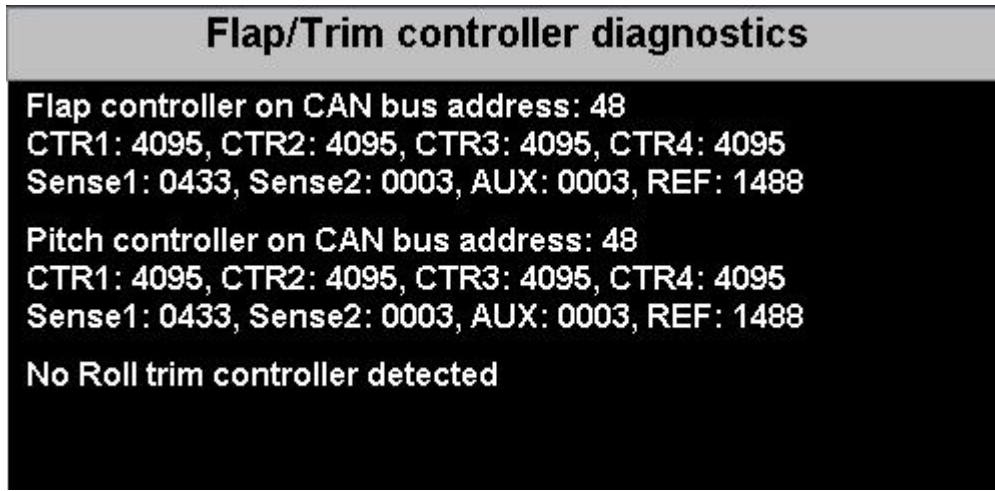 Flap/Trim controller diagnostics
Flap controller on CAN bus address: 48
CTR1: 4095, CTR2: 4095, CTR3: 4095, CTR4: 4095
Sense1: 0433, Sense2: 0003, AUX: 0003, REF: 1488
Pitch controller on CAN bus address: 48
CTR1: 4095, CTR2: 4095, CTR3: 4095, CTR4: 4095
Sense1: 0433, Sense2: 0003, AUX: 0003, REF: 1488
No Roll trim controller detected